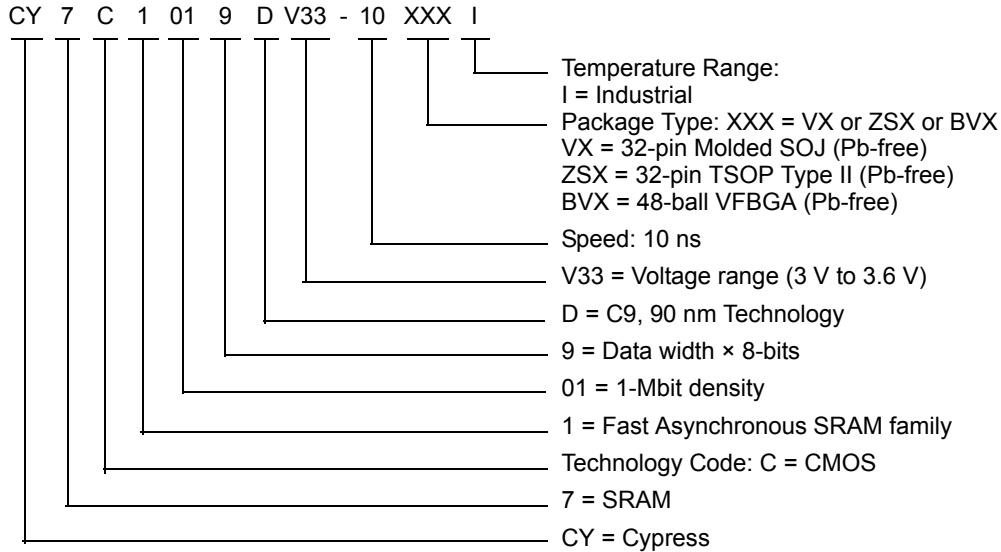 CY 7 C 1 01 9 D V33 - 10 XXX I
Temperature Range:
I = Industrial
Package Type: XXX = VX or ZSX or BVX
VX = 32-pin Molded SOJ (Pb-free)
ZSX = 32-pin TSOP Type II (Pb-free)
BVX = 48-ball VFBGA (Pb-free)
Speed: 10 ns
V33 = Voltage range (3 V to 3.6 V)
D = C9, 90 nm Technology
9 = Data width × 8-bits
01 = 1-Mbit density
1 = Fast Asynchronous SRAM family
Technology Code: C = CMOS
7 = SRAM
CY = Cypress